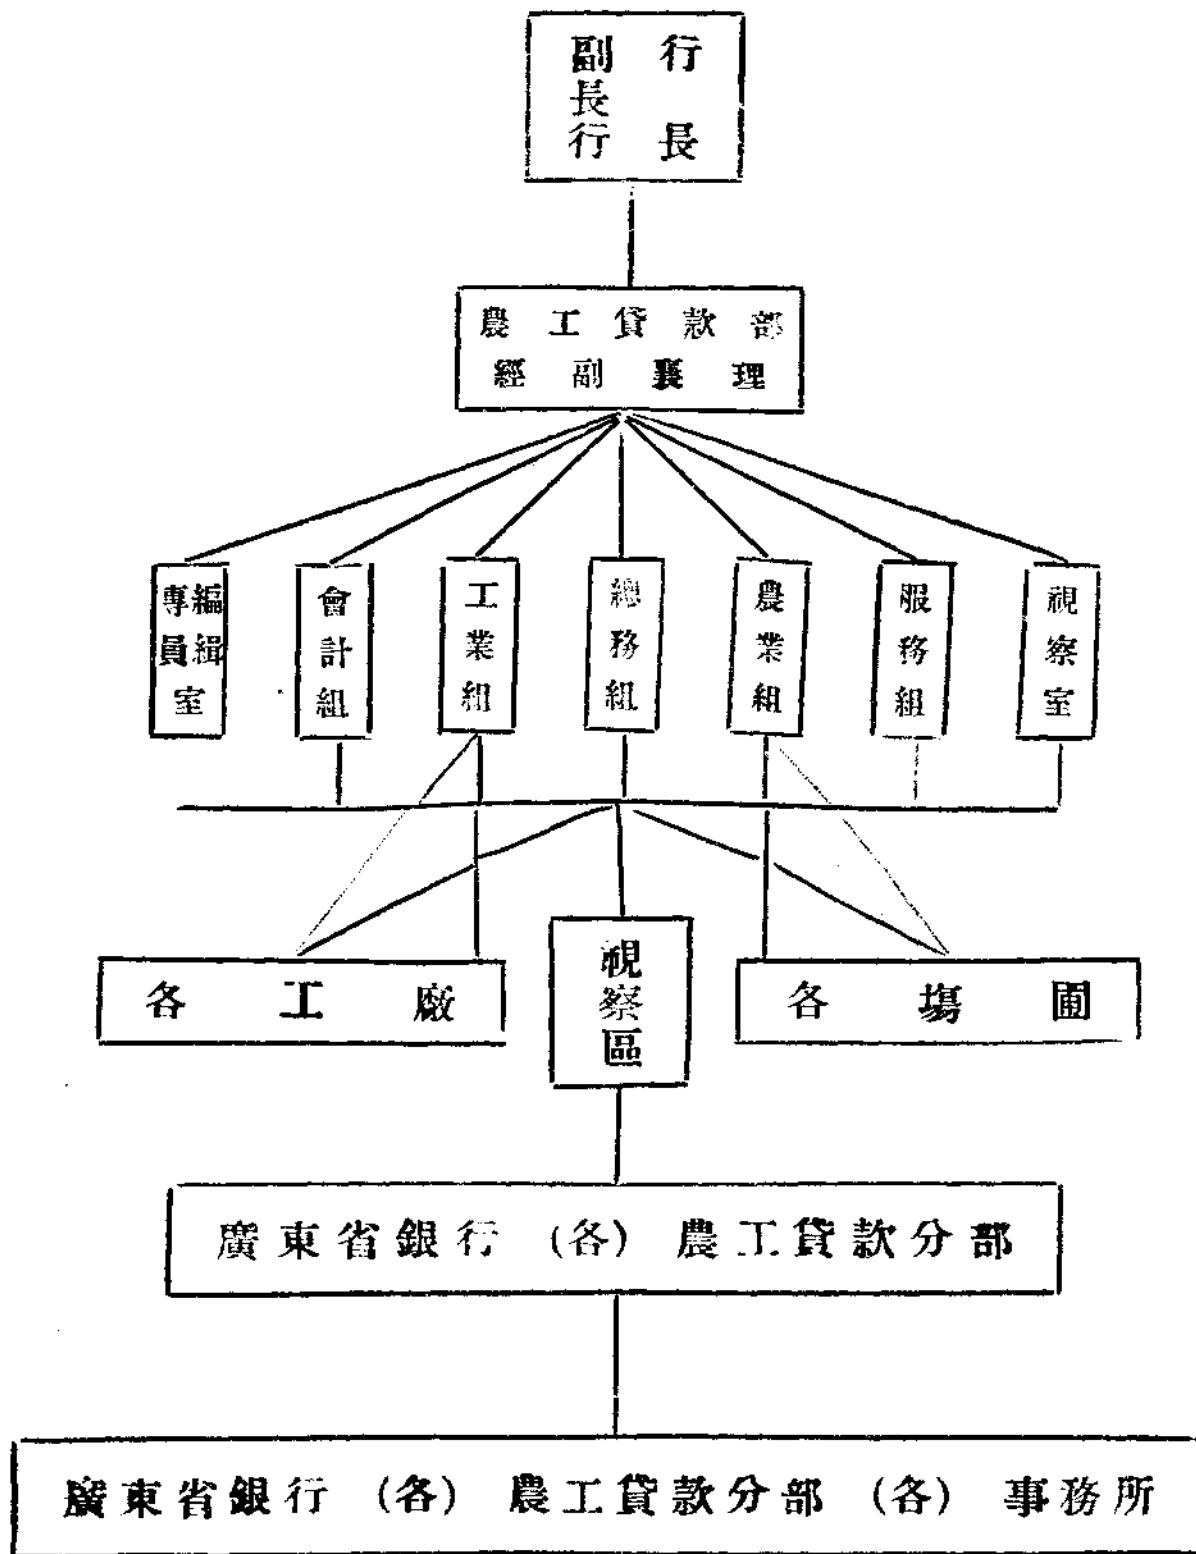 行長
副長行
農工貸款部
經副襄理
編緝
專員
室
會計組
工業組
總務組
農業組
服務組
視察室
各工廠
視察區
各塲圃
廣東省銀行(各)農工貸款分部
廣東省銀行(各)農工貸款分部(各)事務所